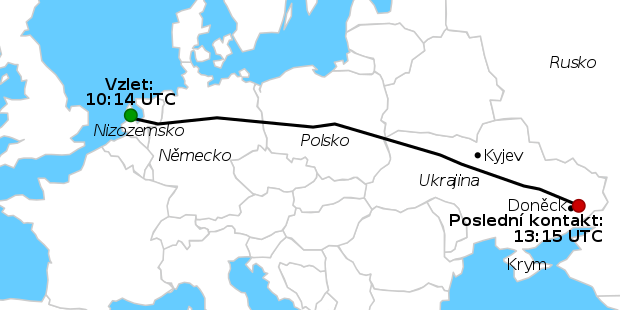 Rusko
Vzlet:
10:14 UTC
Nizozemsko
Polsko
Německo
Kyjev
Ukrajina
Doněck
Poslední kontakt:
13:15 UTC
Krym